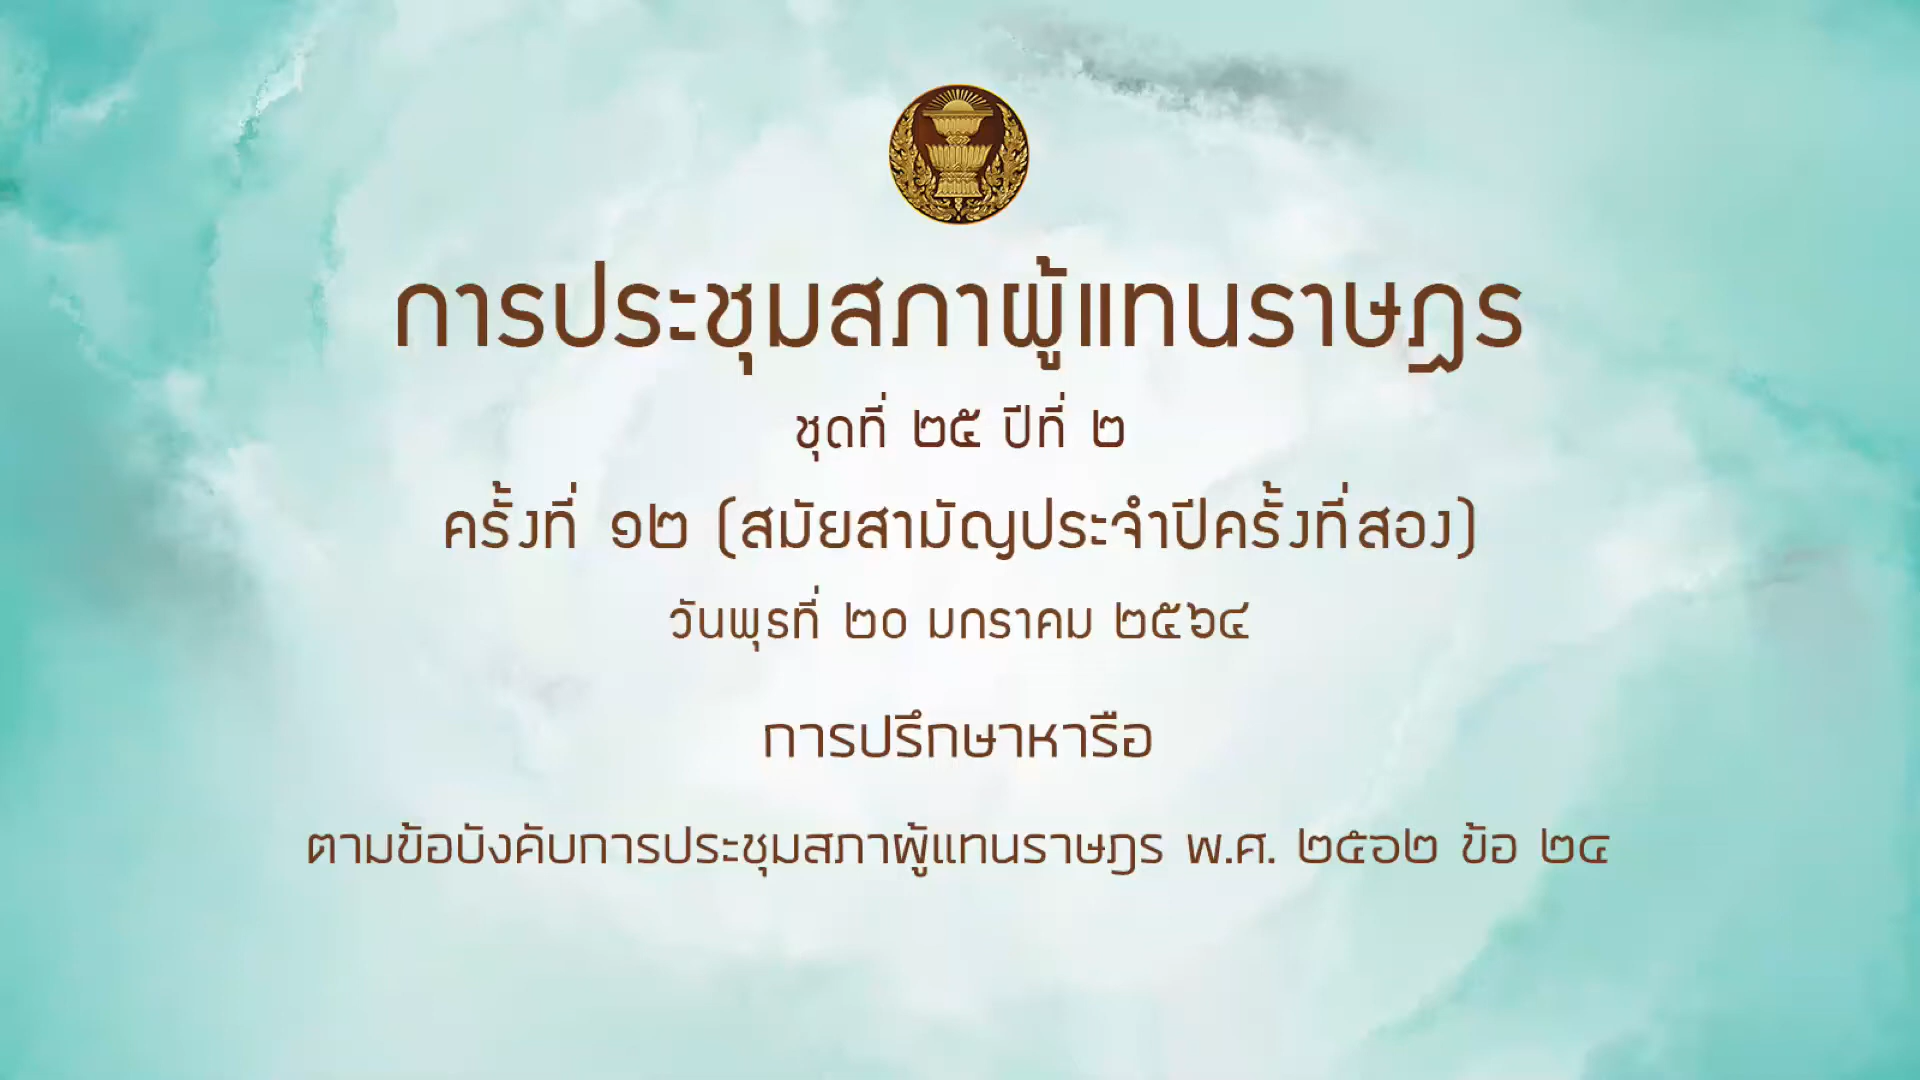 การประชุมสภาผู้แทนราษฎร
ชุดที่ ๒๕ ปีที่ ๒
ครั้งที่ ๑๒ (สมัยสามัญประจำปีครั้งที่สอง)
วันพุธที่ ๒๐ มกราคม ๒๕๖๔
การปรึกษาหารือ
ตามข้อบังคับการประชุมสภาผู้แทนราษฎร พ.ศ. ๒๕๖๒ ข้อ ๒๔